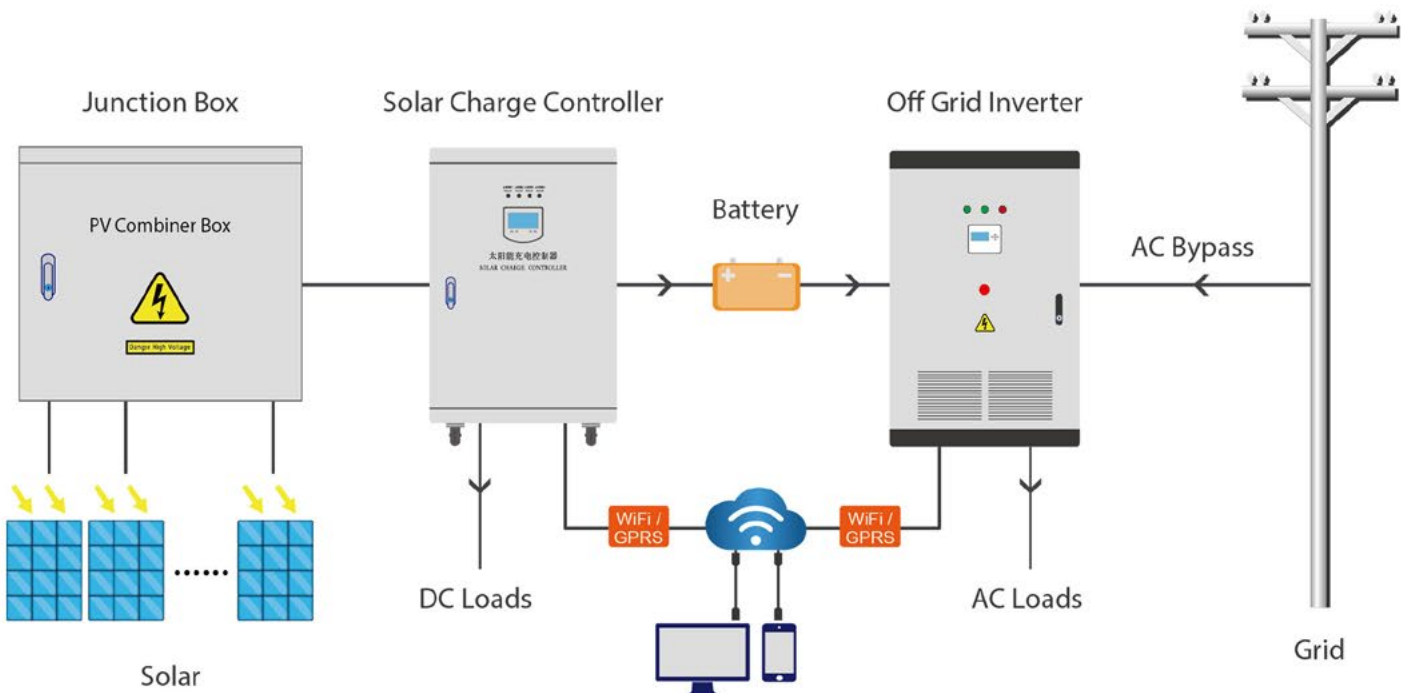 Junction Box
Solar Charge Controller
Off Grid Inverter
PV Combiner Box
Danger High Voltage
太阳能充电控制器
SOLAR CHARGE CONTROLLER
Battery
AC Bypass
WiFi /
GPRS
WiFi /
GPRS
DC Loads
AC Loads
Solar
Grid